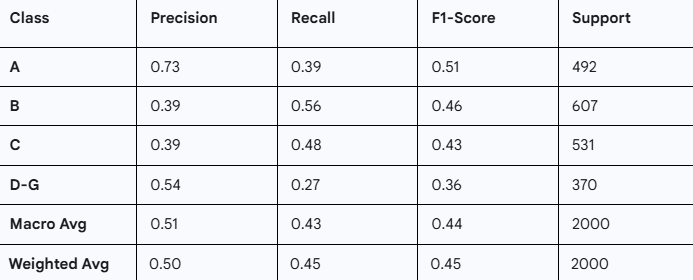 Class Precision Recall F1-Score Support
A 0.73 0.39 0.51 492
B 0.39 0.56 0.46 607
C 0.39 0.48 0.43 531
D-G 0.54 0.27 0.36 370
Macro Avg 0.51 0.43 0.44 2000
Weighted Avg 0.50 0.45 0.45 2000